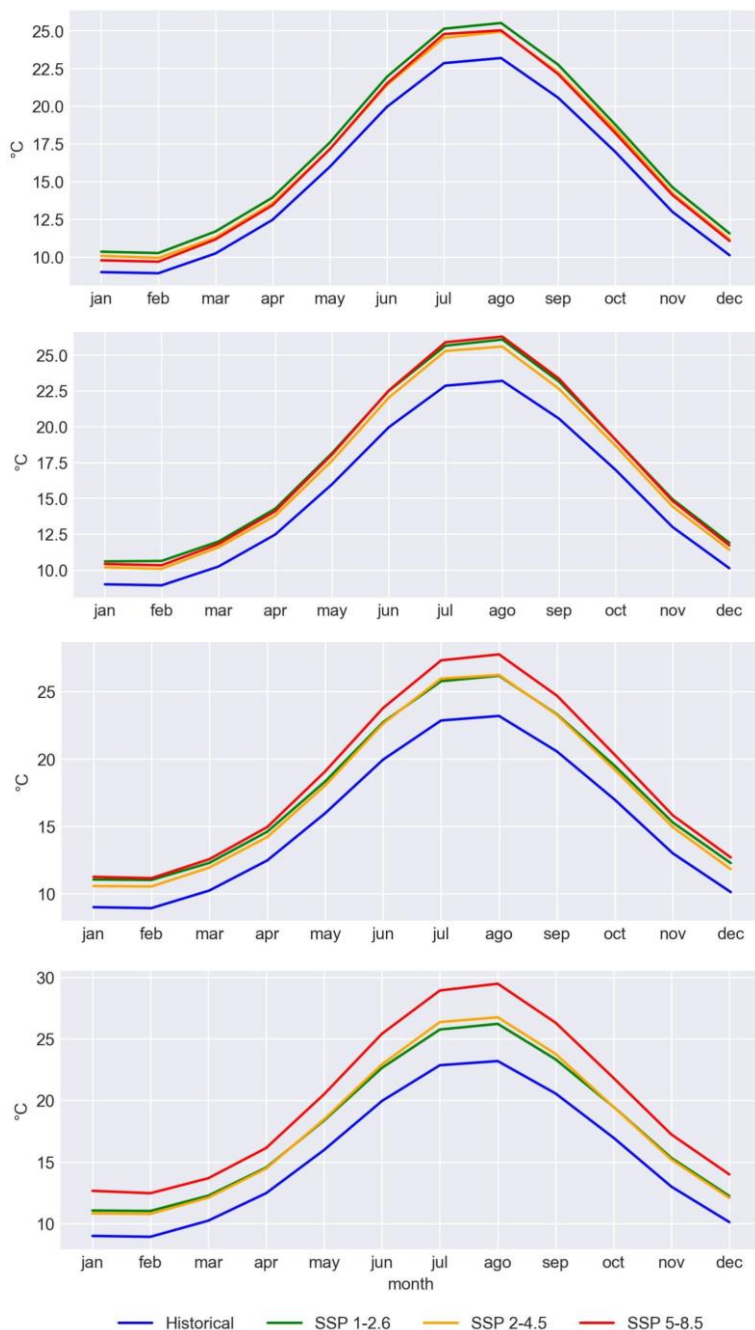 25.0
22.5
20.0
17.5
15.0
12.5
10.0
°C
jan feb mar apr may jun jul ago sep oct nov dec
25.0
22.5
20.0
17.5
15.0
12.5
10.0
°C
jan feb mar apr may jun jul ago sep oct nov dec
25
20
15
10
°C
jan feb mar apr may jun jul ago sep oct nov dec
30
25
20
15
10
°C
jan feb mar apr may jun jul ago sep oct nov dec
month
Historical SSP 1-2.6 SSP 2-4.5 SSP 5-8.5